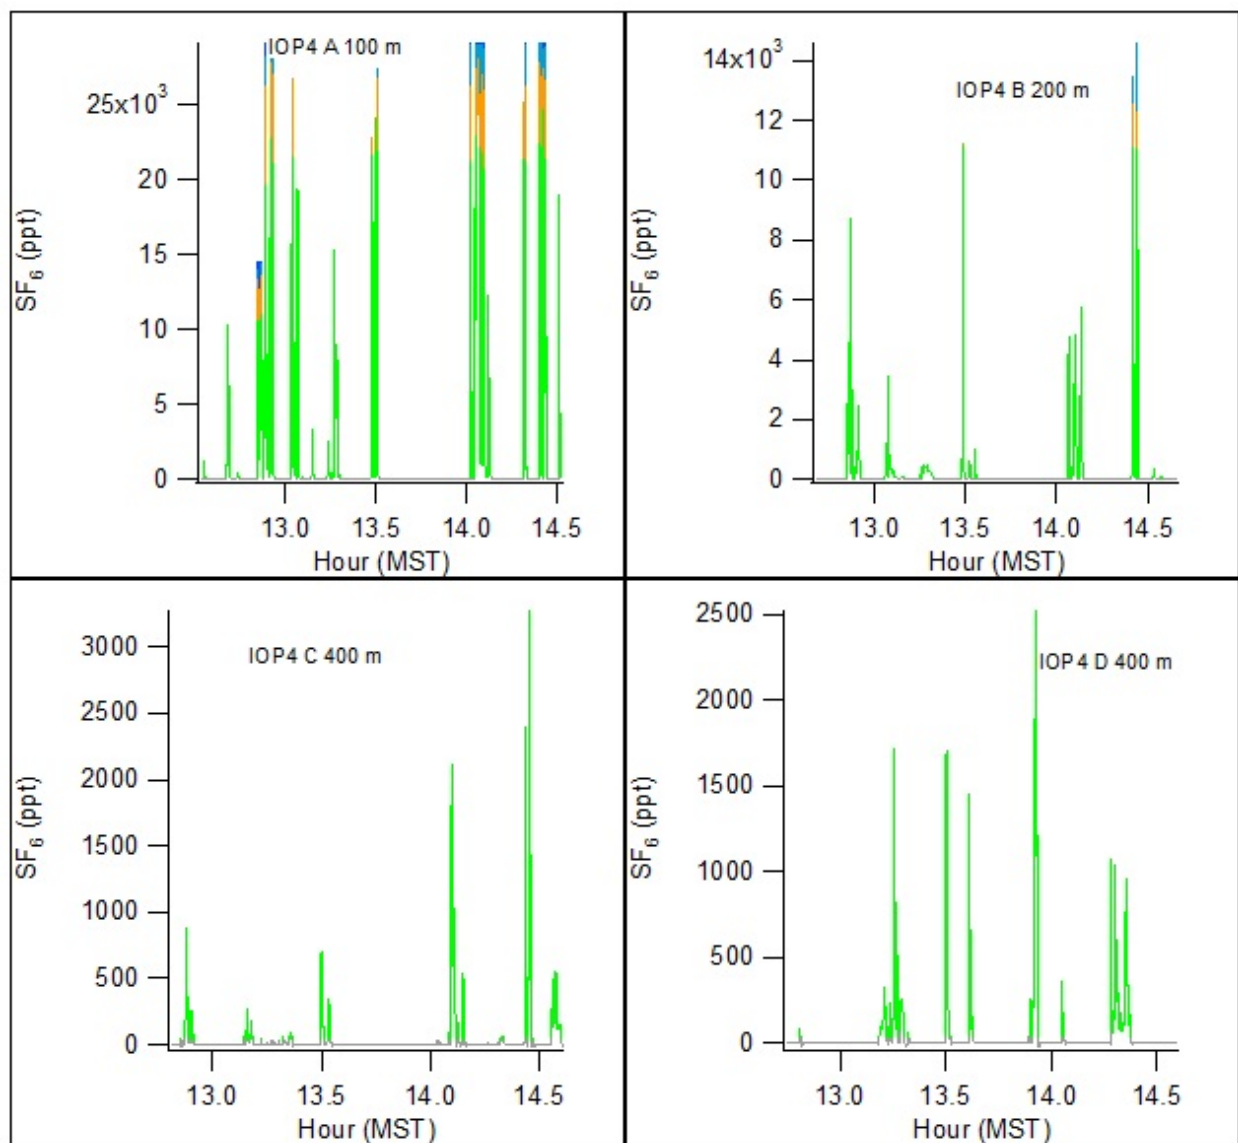 IOP4 A 100 m
25x10³
20
15
10
5
0
SF₆ (ppt)
13.0 13.5 14.0 14.5
Hour (MST)
IOP4 B 200 m
14x10³
12
10
8
6
4
2
0
SF₆ (ppt)
13.0 13.5 14.0 14.5
Hour (MST)
IOP4 C 400 m
3000
2500
2000
1500
1000
500
0
SF₆ (ppt)
13.0 13.5 14.0 14.5
Hour (MST)
IOP4 D 400 m
2500
2000
1500
1000
500
0
SF₆ (ppt)
13.0 13.5 14.0 14.5
Hour (MST)